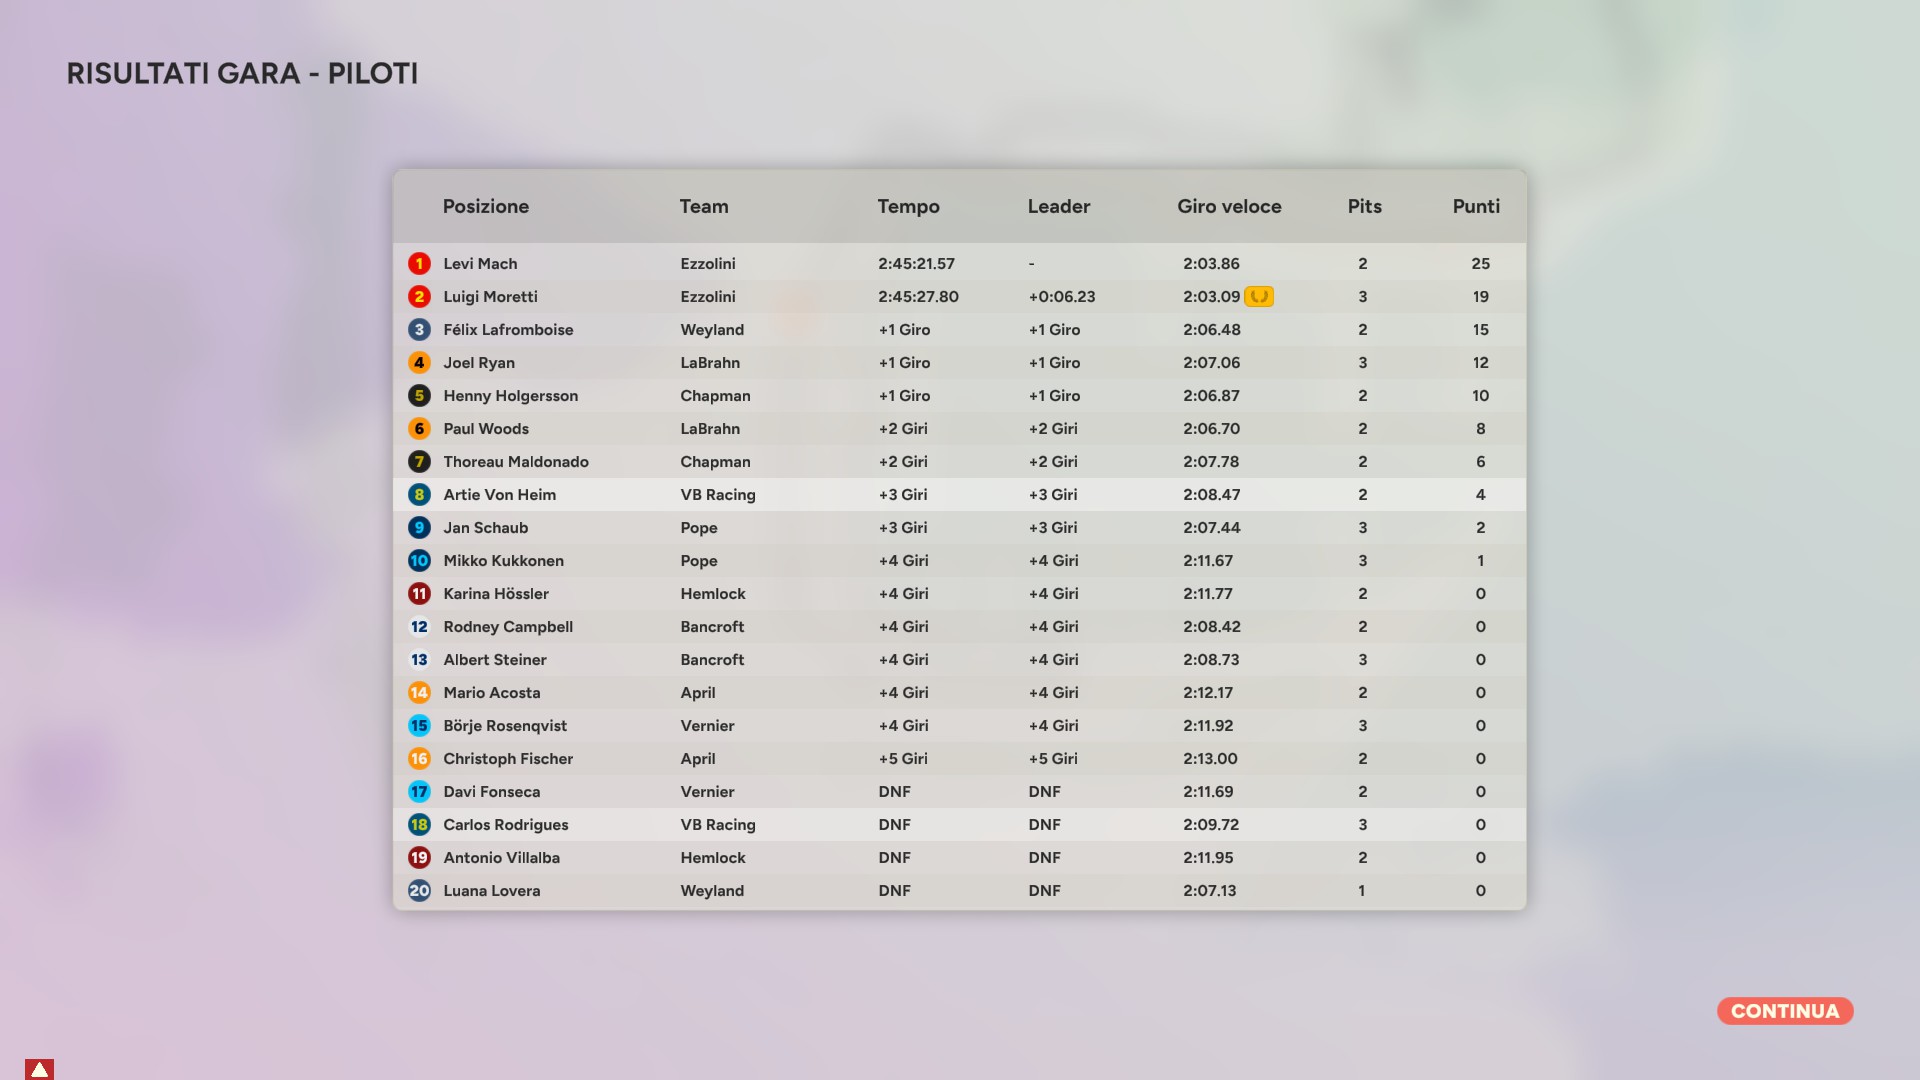 RISULTATI GARA - PILOTI
Posizione Team Tempo Leader Giro veloce Pits Punti
1 Levi Mach Ezzolini 2:45:21.57 - 2:03.86 2 25
2 Luigi Moretti Ezzolini 2:45:27.80 +0:06.23 2:03.09 3 19
3 Félix Lafromboise Weyland +1 Giro +1 Giro 2:06.48 2 15
4 Joel Ryan LaBrahn +1 Giro +1 Giro 2:07.06 3 12
5 Henny Holgersson Chapman +1 Giro +1 Giro 2:06.87 2 10
6 Paul Woods LaBrahn +2 Giri +2 Giri 2:06.70 2 8
7 Thoreau Maldonado Chapman +2 Giri +2 Giri 2:07.78 2 6
8 Artie Von Heim VB Racing +3 Giri +3 Giri 2:08.47 2 4
9 Jan Schaub Pope +3 Giri +3 Giri 2:07.44 3 2
10 Mikko Kukkonen Pope +4 Giri +4 Giri 2:11.67 3 1
11 Karina Hössler Hemlock +4 Giri +4 Giri 2:11.77 2 0
12 Rodney Campbell Bancroft +4 Giri +4 Giri 2:08.42 2 0
13 Albert Steiner Bancroft +4 Giri +4 Giri 2:08.73 3 0
14 Mario Acosta April +4 Giri +4 Giri 2:12.17 2 0
15 Börje Rosenqvist Vernier +4 Giri +4 Giri 2:11.92 3 0
16 Christoph Fischer April +5 Giri +5 Giri 2:13.00 2 0
17 Davi Fonseca Vernier DNF DNF 2:11.69 2 0
18 Carlos Rodrigues VB Racing DNF DNF 2:09.72 3 0
19 Antonio Villalba Hemlock DNF DNF 2:11.95 2 0
20 Luana Lovera Weyland DNF DNF 2:07.13 1 0
CONTINUA